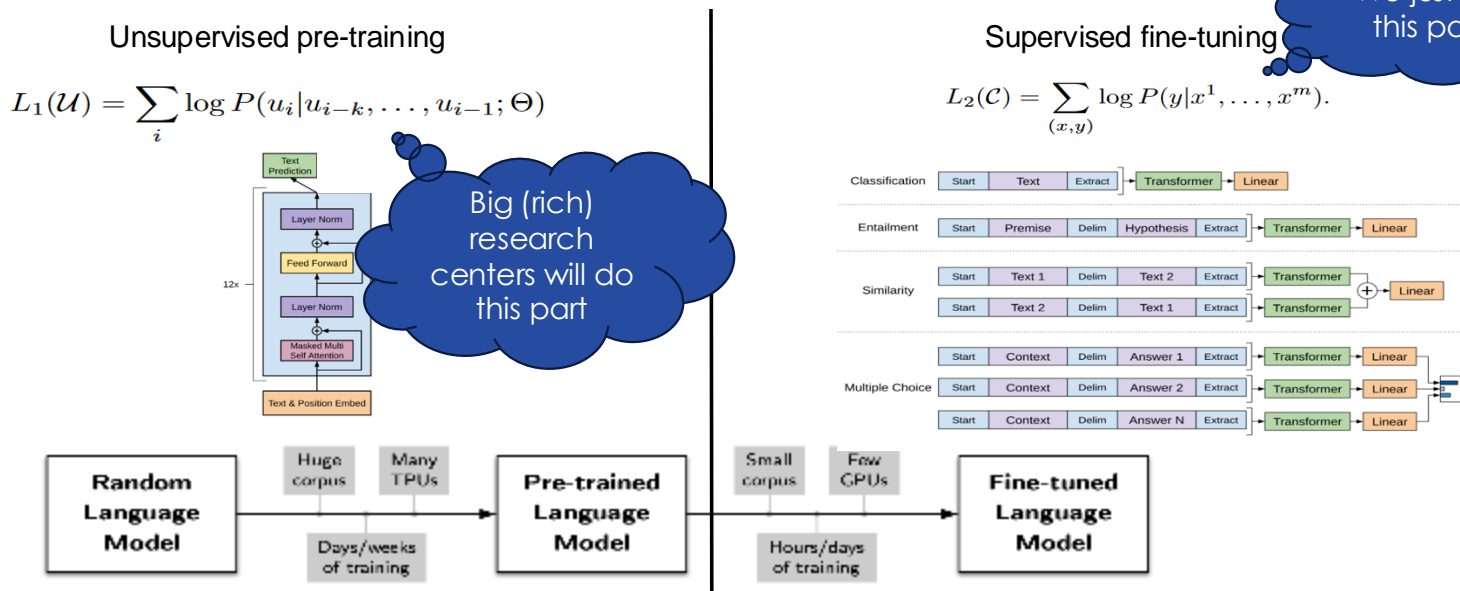 Unsupervised pre-training
L₁(𝒰) = ∑ᵢ log P(uᵢ|uᵢ₋ₖ, . . . , uᵢ₋₁; Θ)
Text
Prediction
Layer Norm
Feed Forward
12x
Layer Norm
Masked Multi
Self Attention
Text & Position Embed
Big (rich)
research
centers will do
this part
Supervised fine-tuning
this
L₂(𝒞) = ∑₍ₓ,ᵧ₎ log P(y|x¹, . . . , xᵐ).
Classification Start Text Extract Transformer Linear
Entailment Start Premise Delim Hypothesis Extract Transformer Linear
Similarity
Start Text 1 Delim Text 2 Extract Transformer
Linear
Start Text 2 Delim Text 1 Extract Transformer
Start Context Delim Answer 1 Extract Transformer Linear
Multiple Choice Start Context Delim Answer 2 Extract Transformer Linear
Start Context Delim Answer N Extract Transformer Linear
Random
Language
Model
Huge
corpus
Many
TPUs
Days/weeks
of training
Pre-trained
Language
Model
Small
corpus
Few
GPUs
Hours/days
of training
Fine-tuned
Language
Model